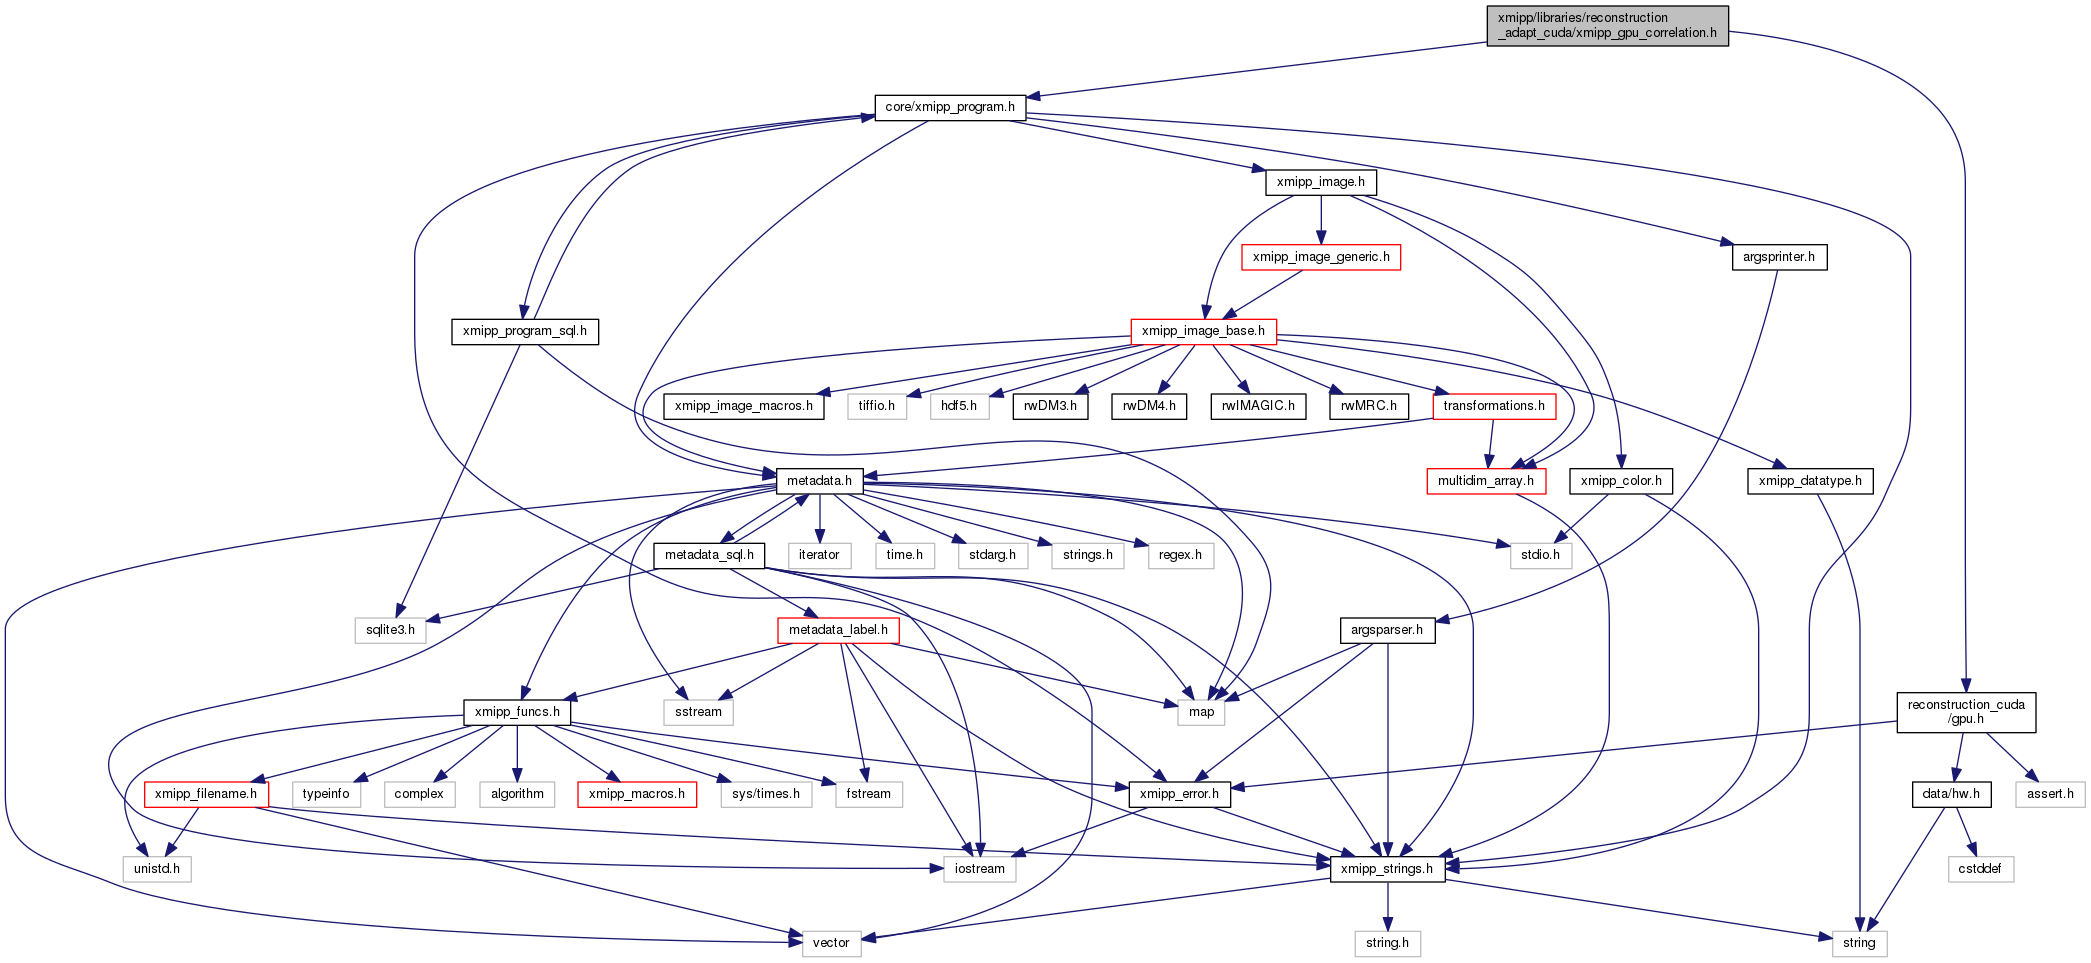 xmipp/libraries/reconstruction
_adapt_cuda/xmipp_gpu_correlation.h
core/xmipp_program.h
xmipp_image.h
xmipp_image_generic.h
argsprinter.h
xmipp_program_sql.h
xmipp_image_base.h
xmipp_image_macros.h
tiffio.h
hdf5.h
rwDM3.h
rwDM4.h
rwIMAGIC.h
rwMRC.h
transformations.h
metadata.h
multidim_array.h
xmipp_color.h
xmipp_datatype.h
metadata_sql.h
iterator
time.h
stdarg.h
strings.h
regex.h
stdio.h
sqlite3.h
metadata_label.h
argsparser.h
xmipp_funcs.h
sstream
map
reconstruction_cuda
/gpu.h
xmipp_filename.h
typeinfo
complex
algorithm
xmipp_macros.h
sys/times.h
fstream
xmipp_error.h
data/hw.h
assert.h
unistd.h
iostream
xmipp_strings.h
cstddef
vector
string.h
string